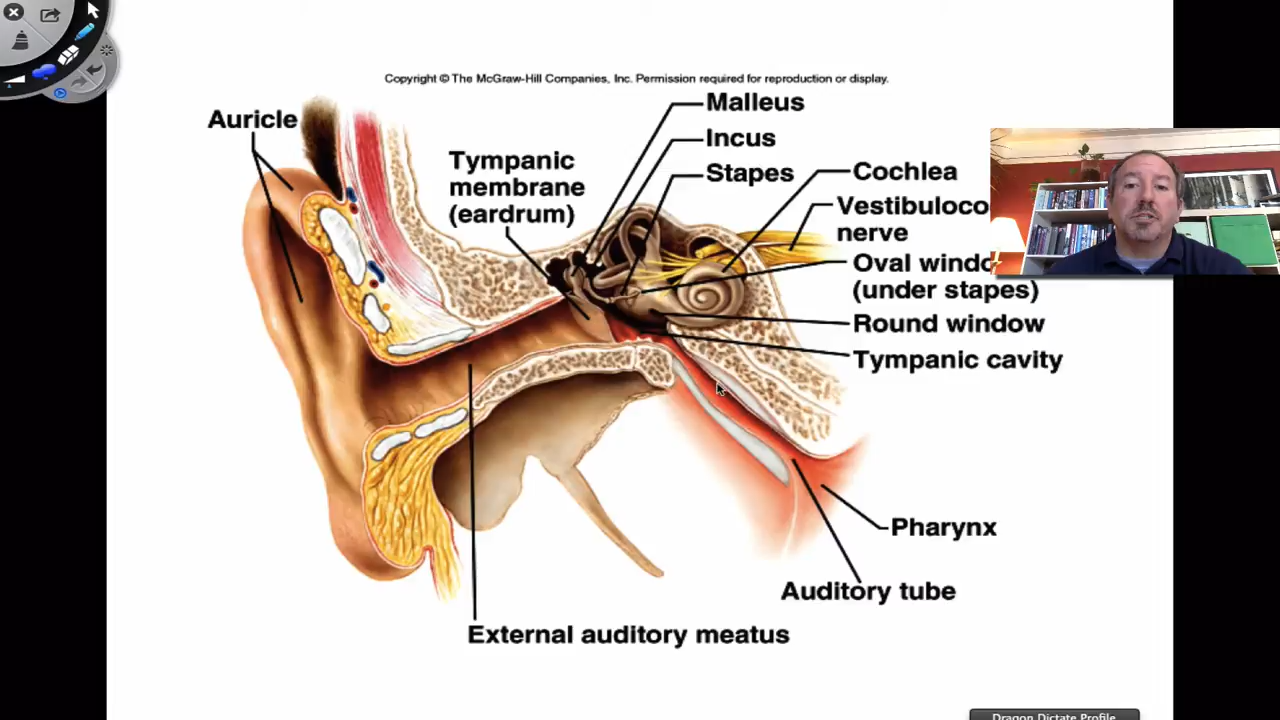 Copyright © The McGraw-Hill Companies, Inc. Permission required for reproduction or display.
Auricle
Tympanic
membrane
(eardrum)
Malleus
Incus
Stapes
Cochlea
nerve
Oval
(under stapes)
Round window
Tympanic cavity
Pharynx
Auditory tube
External auditory meatus
Dragon Dictate Profile